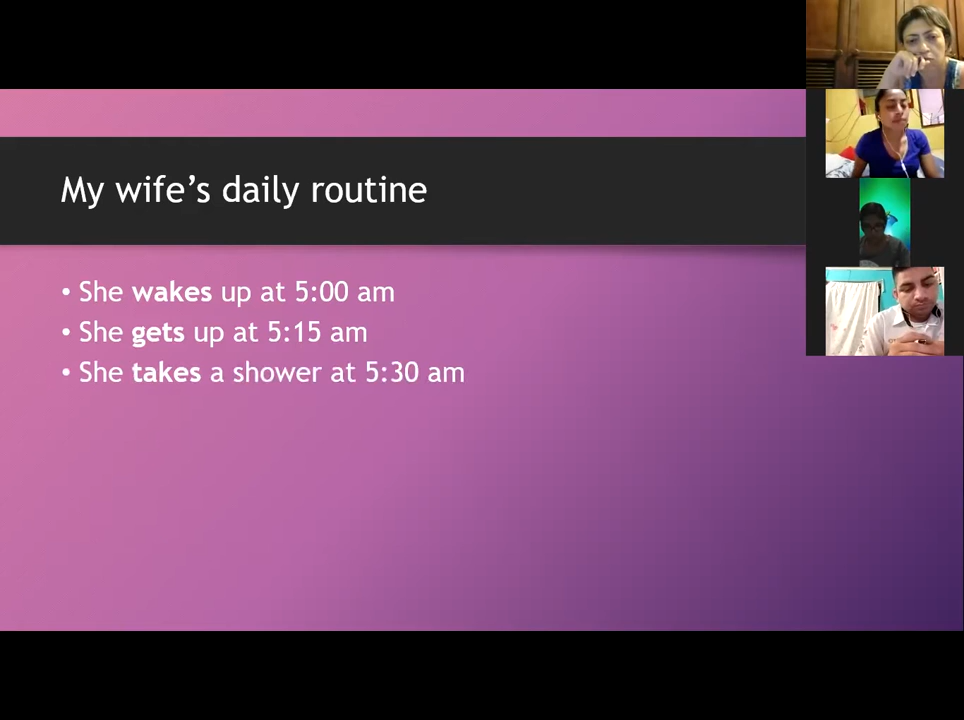 My wife’s daily routine
• She wakes up at 5:00 am
• She gets up at 5:15 am
• She takes a shower at 5:30 am